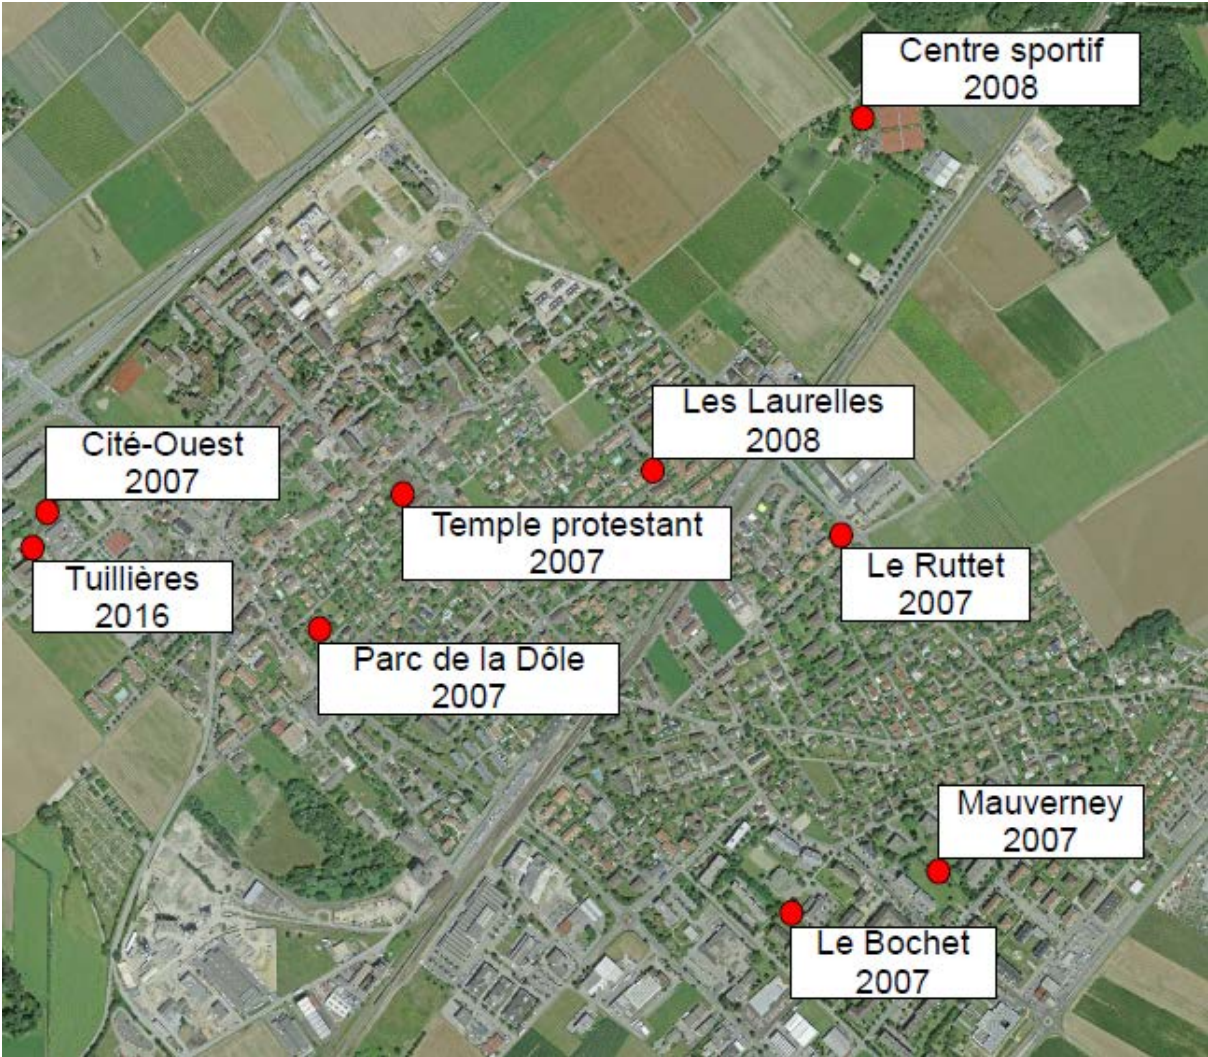 Centre sportif
2008
Les Laurelles
2008
Cité-Ouest
2007
Temple protestant
2007
Le Ruttet
2007
Tuillières
2016
Parc de la Dôle
2007
Mauverney
2007
Le Bochet
2007